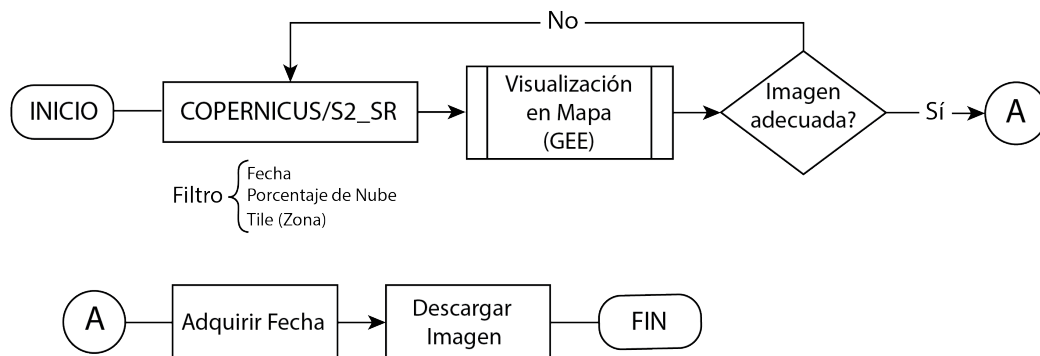 No
INICIO
COPERNICUS/S2_SR
Visualización
en Mapa
(GEE)
Imagen
adecuada?
Sí
A
Filtro
Fecha
Porcentaje de Nube
Tile (Zona)
A
Adquirir Fecha
Descargar
Imagen
FIN